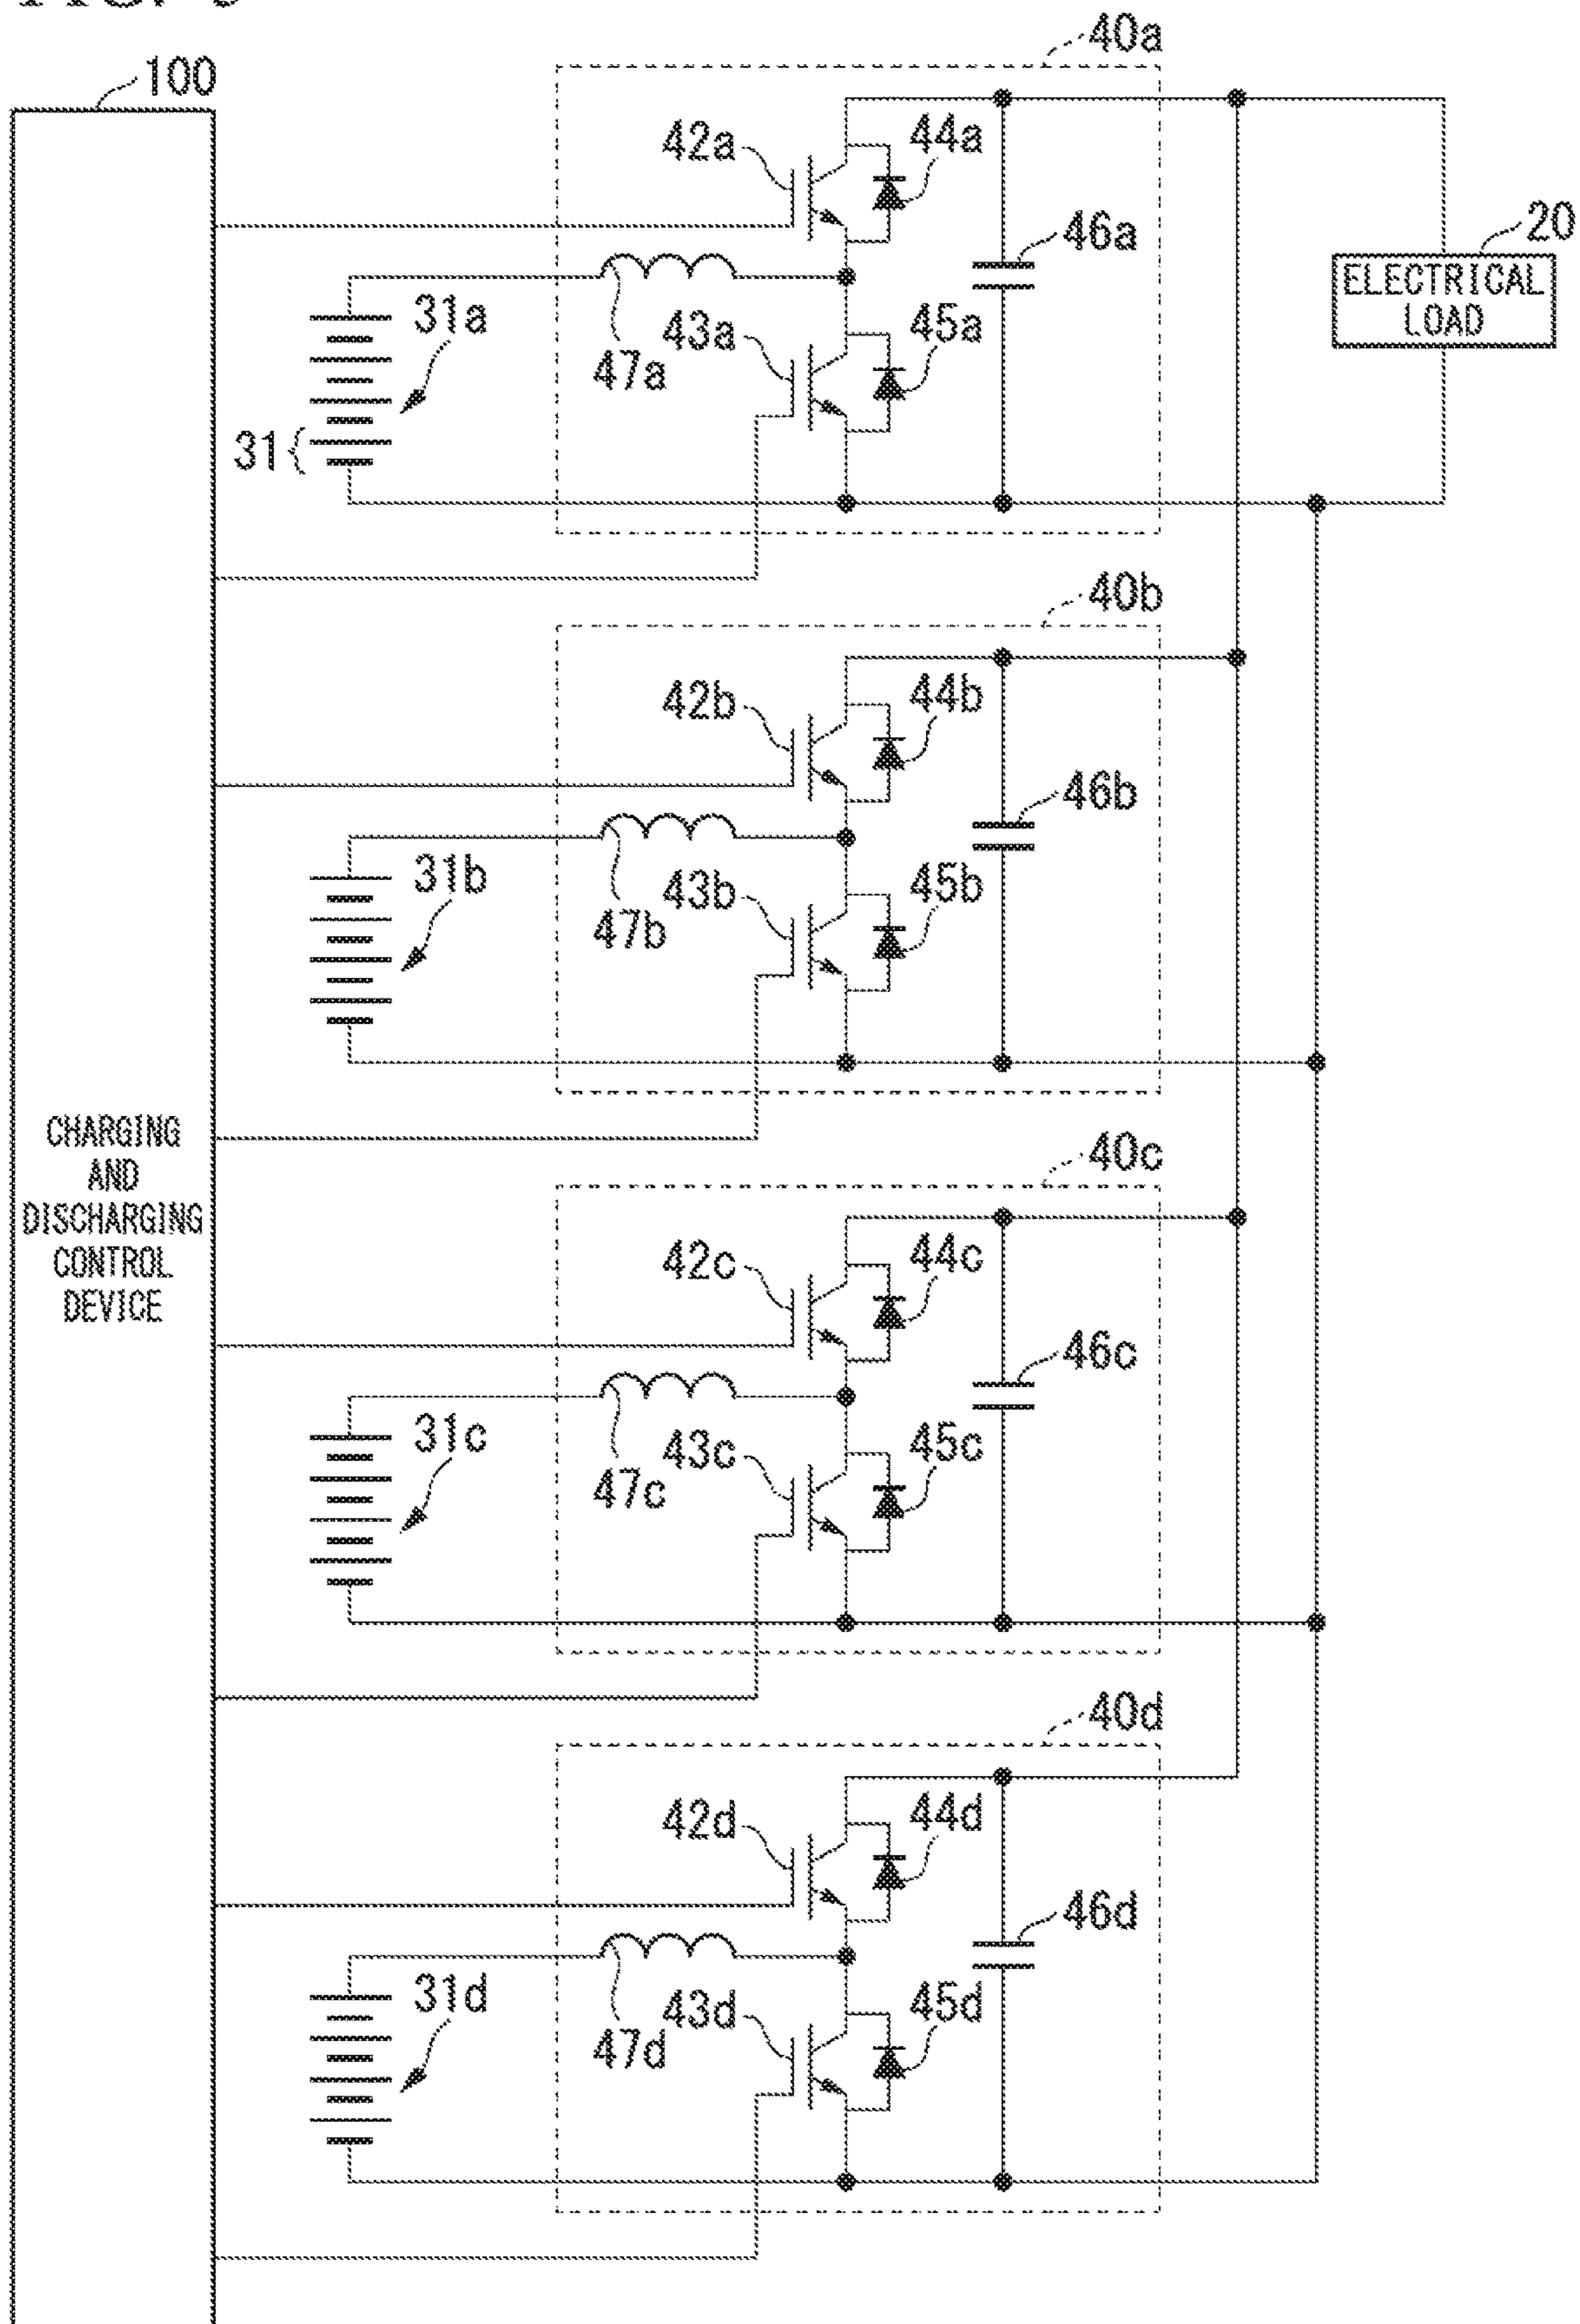 100
40a
42a
44a
46a
20
ELECTRICAL
LOAD
31a
47a
43a
45a
31
40b
42b
44b
46b
31b
47b
43b
45b
CHARGING
AND
DISCHARGING
CONTROL
DEVICE
40c
42c
44c
46c
31c
47c
43c
45c
40d
42d
44d
46d
31d
47d
43d
45d